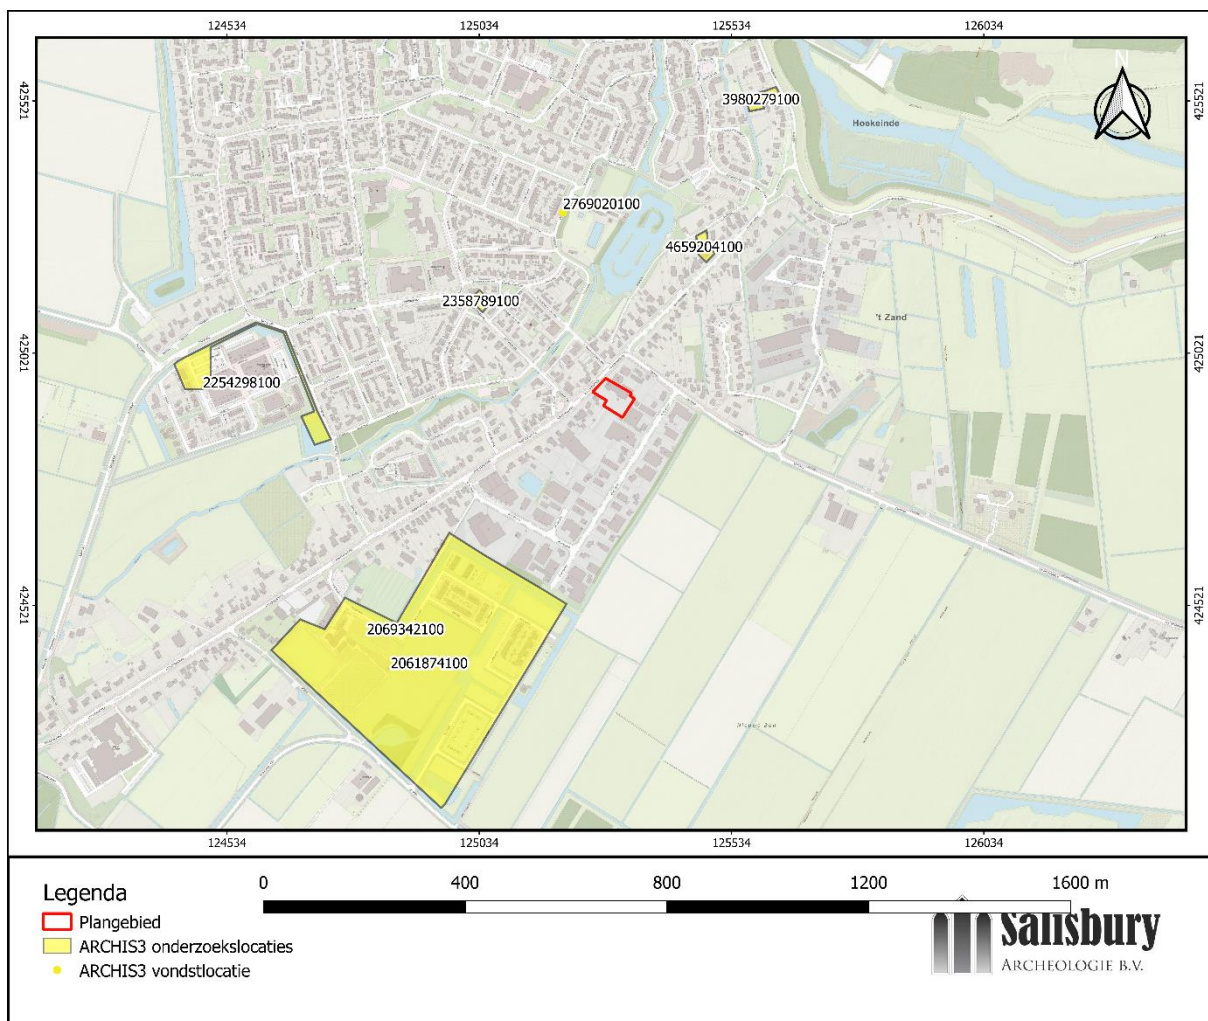 124534 125034 125534 126034
N
425521 425521
3980279100
Hoekeinde
2769020100
4659204100
2358789100
't Zand
425021 425021
2254298100
424521 424521
2069342100
2061874100
124534 125034 125534 126034
Legenda
Plangebied
ARCHIS3 onderzoekslocaties
ARCHIS3 vondstlocatie
0 400 800 1200 1600 m
Salisbury
ARCHEOLOGIE B.V.